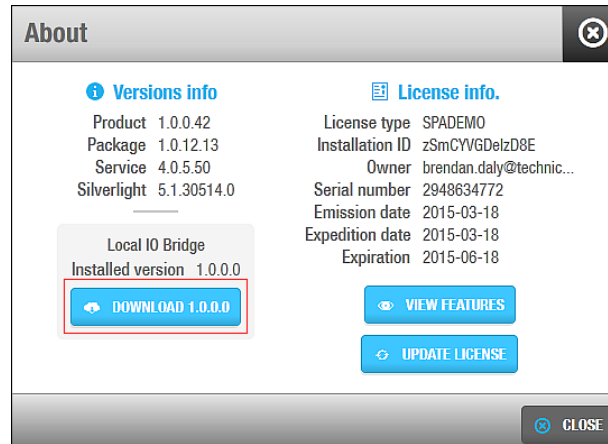 About
Versions info
Product 1.0.0.42
Package 1.0.12.13
Service 4.0.5.50
Silverlight 5.1.30514.0
Local IO Bridge
Installed version 1.0.0.0
DOWNLOAD 1.0.0.0
License info.
License type SPADEMO
Installation ID zSmCYVGDelzD8E
Owner brendan.daly@technic...
Serial number 2948634772
Emission date 2015-03-18
Expedition date 2015-03-18
Expiration 2015-06-18
VIEW FEATURES
UPDATE LICENSE
CLOSE